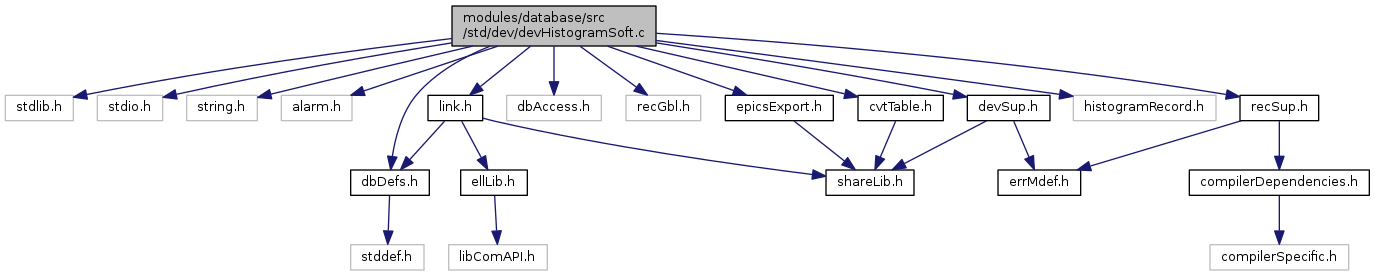 modules/database/src
/std/dev/devHistogramSoft.c
stdlib.h
stdio.h
string.h
alarm.h
link.h
dbAccess.h
recGbl.h
epicsExport.h
cvtTable.h
devSup.h
histogramRecord.h
recSup.h
dbDefs.h
ellLib.h
shareLib.h
errMdef.h
compilerDependencies.h
stddef.h
libComAPI.h
compilerSpecific.h